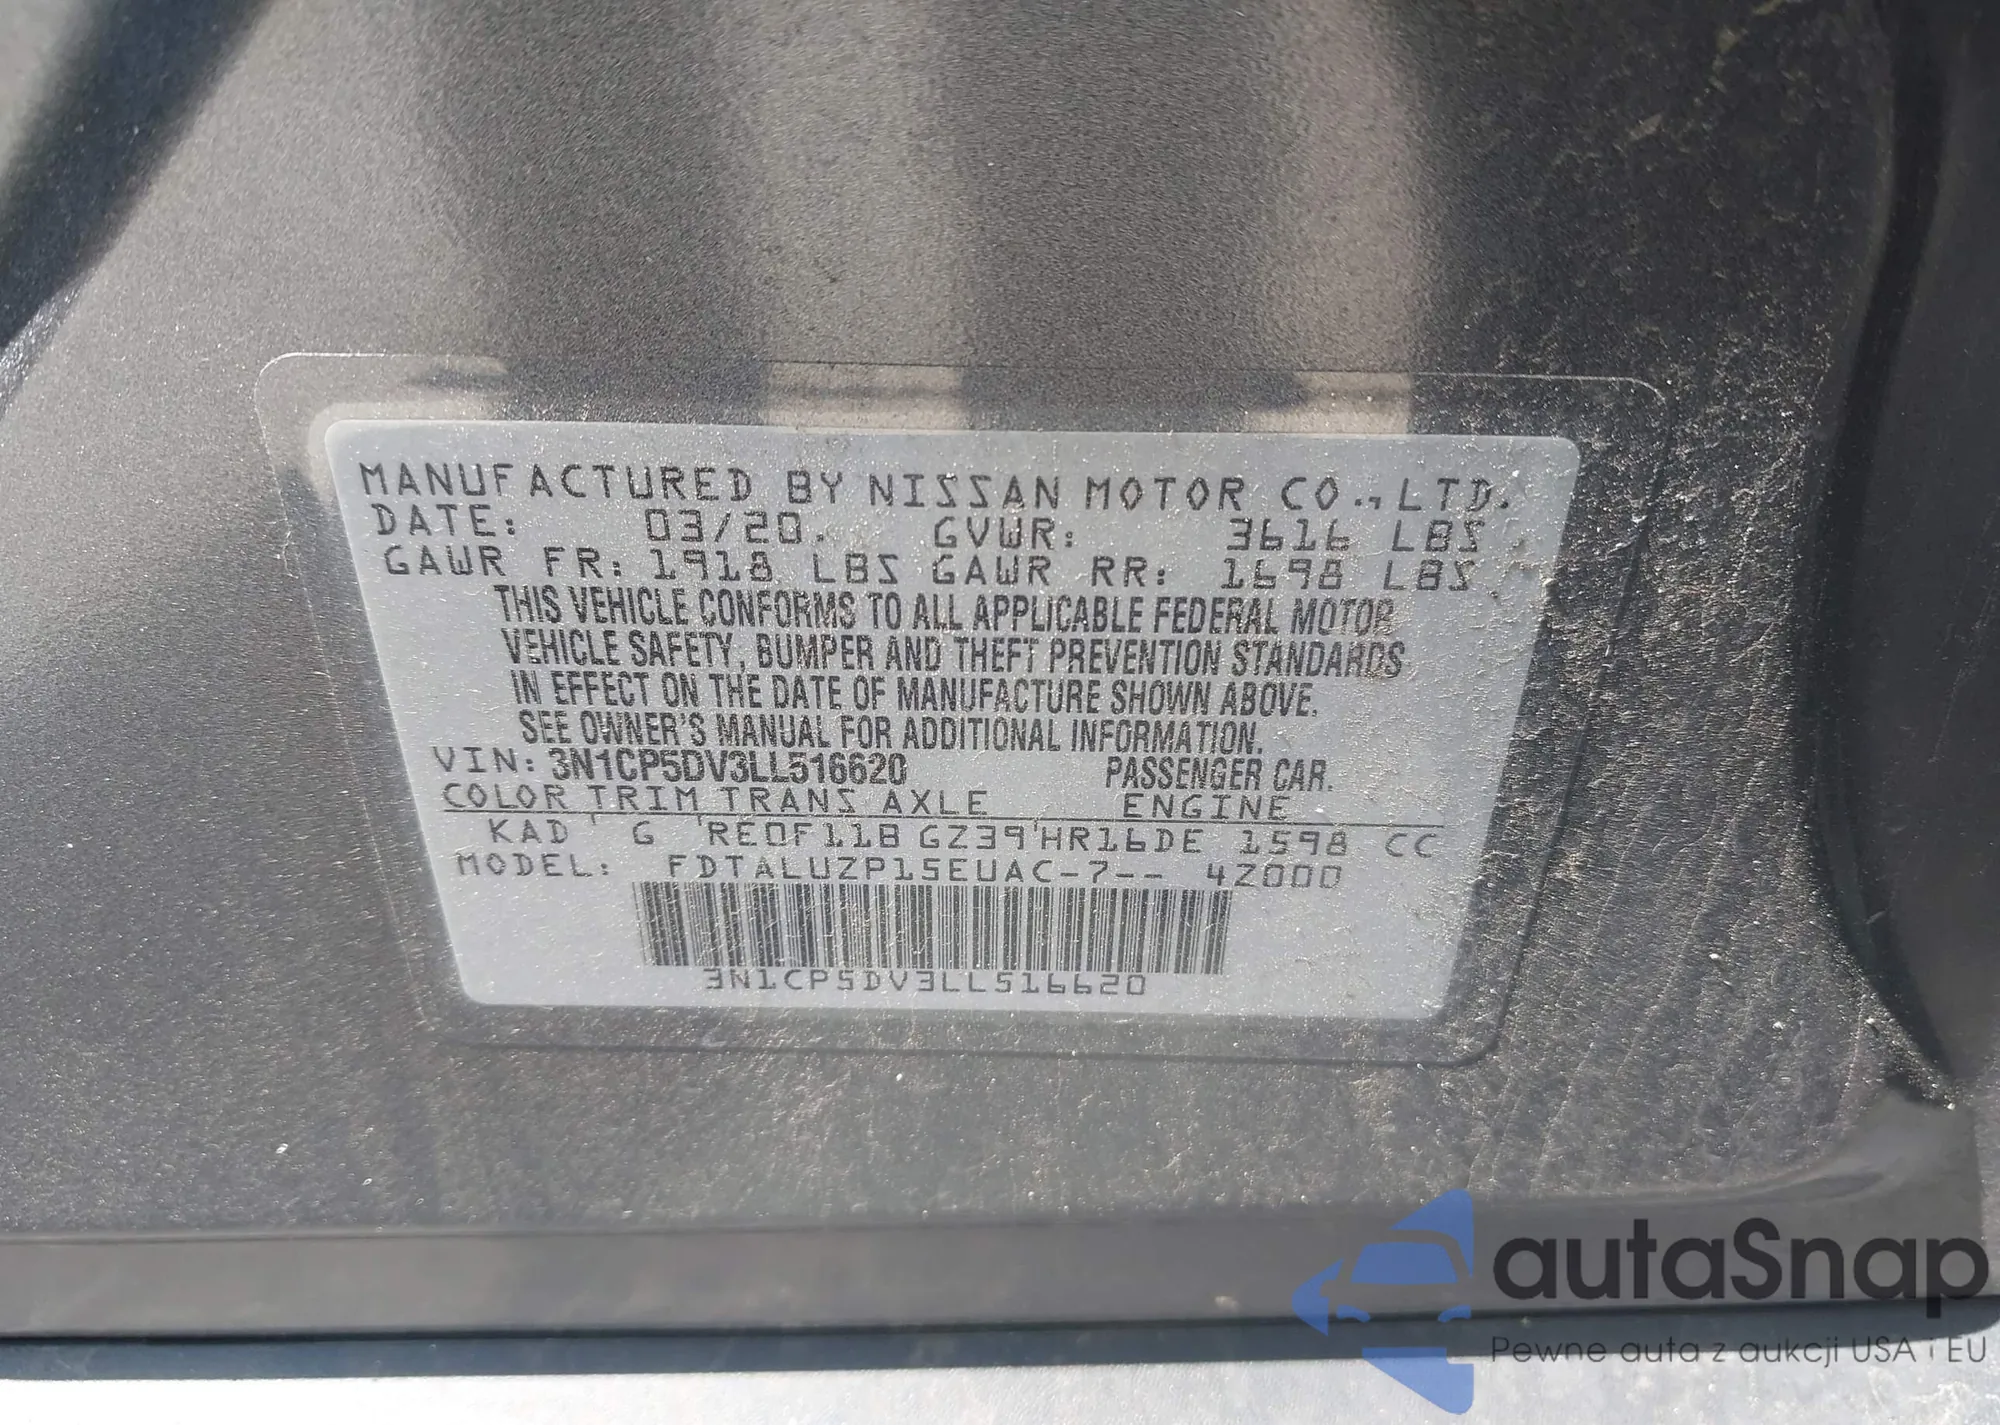 MANUFACTURED BY NISSAN MOTOR CO., LTD.
DATE: 03/20. GVWR: 3616 LBS
GAWR FR: 1918 LBS GAWR RR: 1698 LBS
THIS VEHICLE CONFORMS TO ALL APPLICABLE FEDERAL MOTOR
VEHICLE SAFETY, BUMPER AND THEFT PREVENTION STANDARDS
IN EFFECT ON THE DATE OF MANUFACTURE SHOWN ABOVE.
SEE OWNER'S MANUAL FOR ADDITIONAL INFORMATION.
VIN: 3N1CP5DV3LL516620 PASSENGER CAR.
COLOR TRIM TRANS AXLE ENGINE
KAD ' G 'RE0F11B GZ39'HR16DE 1598 CC
MODEL: FDTALUZP15EUAC-7-- 4Z000
3N1CP5DV3LL516620
autaSnap
Pewne auta z aukcji USA i EU